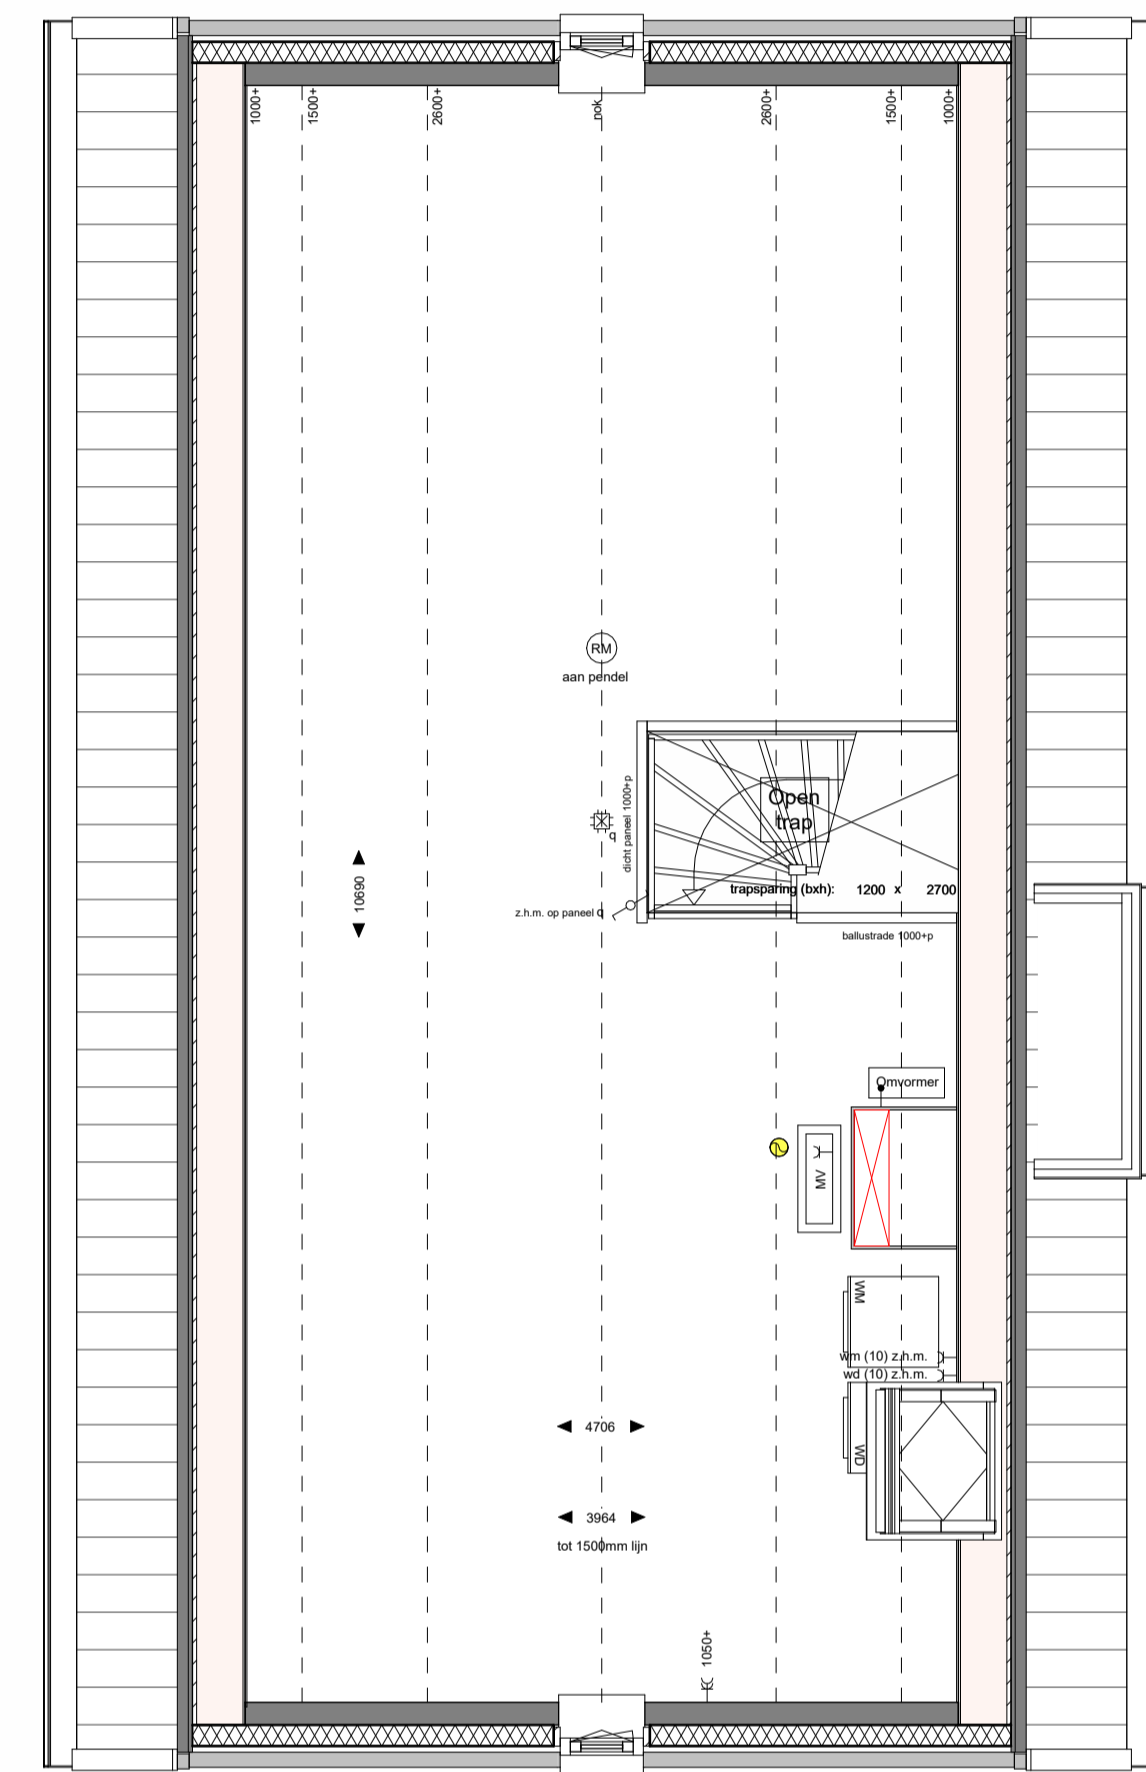 1000+
1500+
2600+
nok
2600+
1500+
1000+
RM
aan pendel
dicht paneel 1000+p
Open
trap
q
10690
trapsparing (bxh): 1200 x 2700
z.h.m. op paneel q
ballustrade 1000+p
Omvormer
MV
WM
wm (10) z.h.m.
wd (10) z.h.m.
WD
4706
3964
tot 1500mm lijn
1050+